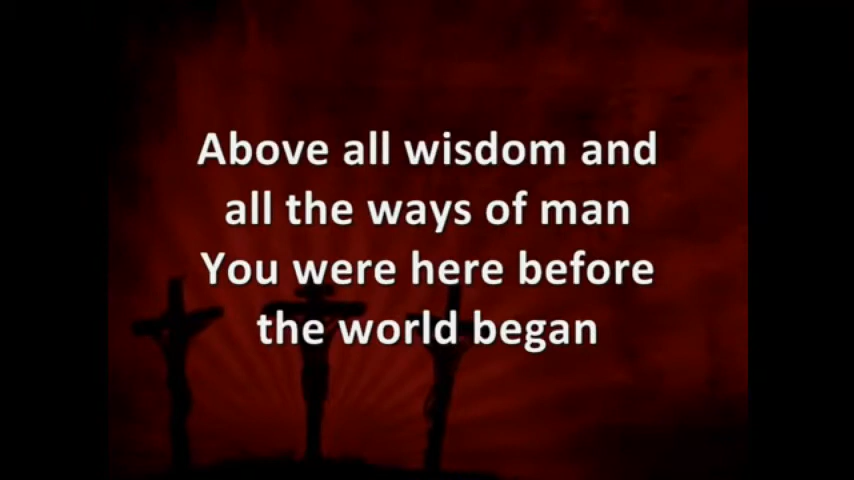 Above all wisdom and
all the ways of man
You were here before
the world began